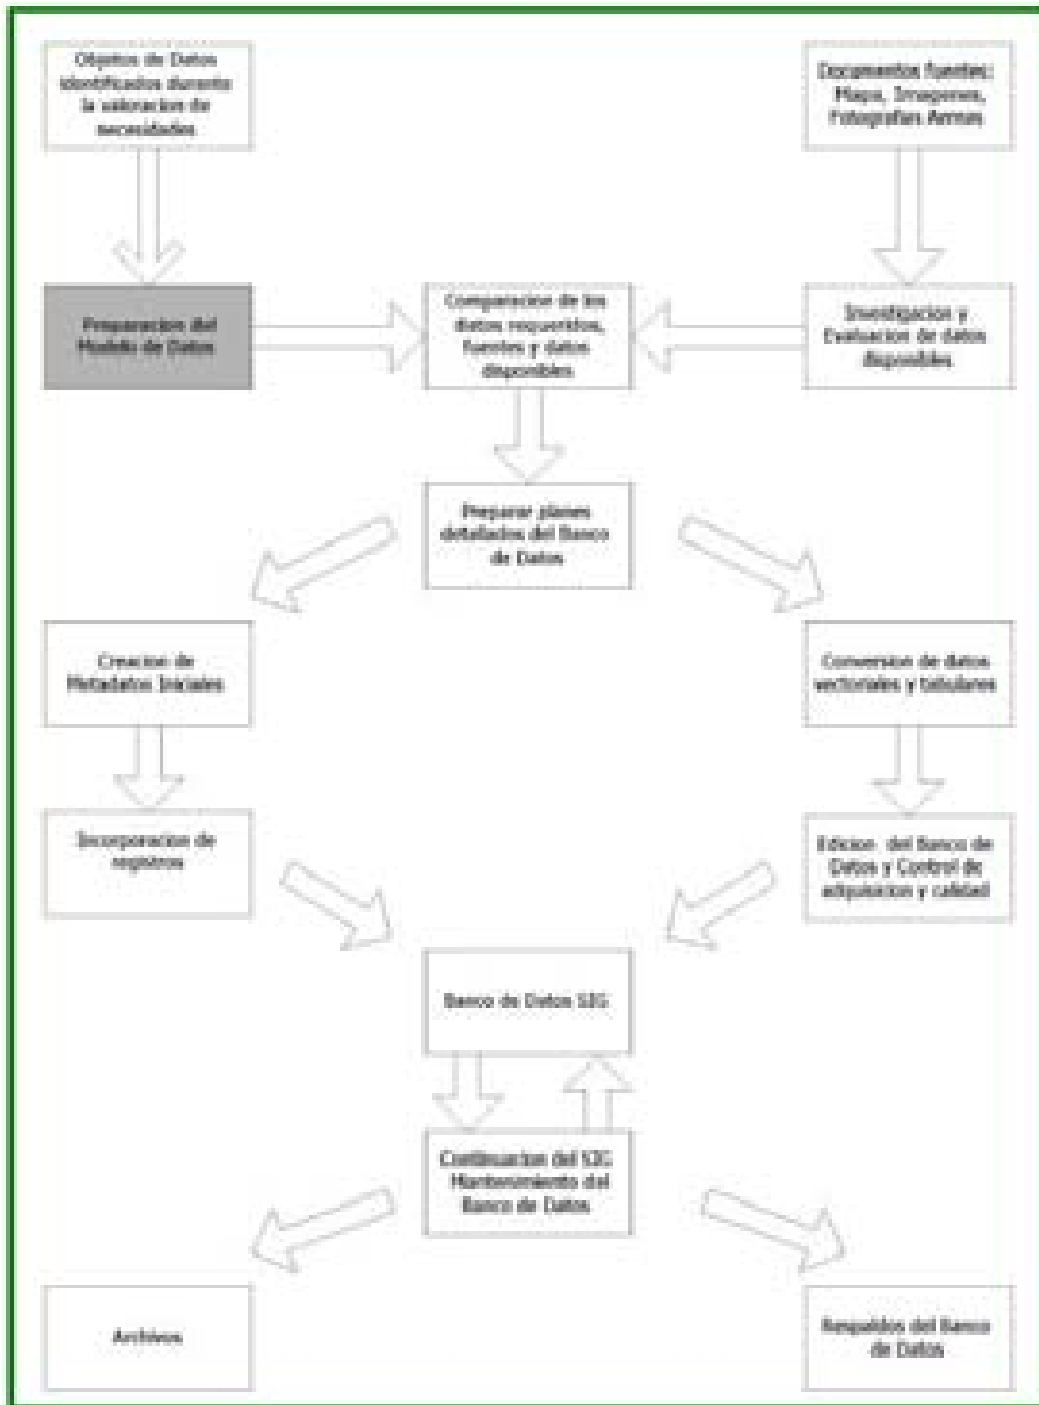 Objetos de Datos
identificados durante
la valoracion de
necesidades
Documentos fuentes:
Mapa, Imagenes,
Fotografias Aereas
Preparacion del
Modelo de Datos
Comparacion de los
datos requeridos,
fuentes y datos
disponibles
Investigacion y
Evaluacion de datos
disponibles
Preparar planes
detallados del Banco
de Datos
Creacion de
Metadatos Iniciales
Conversion de datos
vectoriales y tabulares
Incorporacion de
registros
Edicion del Banco de
Datos y Control de
adquisicion y calidad
Banco de Datos SIG
Continuacion del SIG
Mantenimiento del
Banco de Datos
Archivos
Respaldos del Banco
de Datos